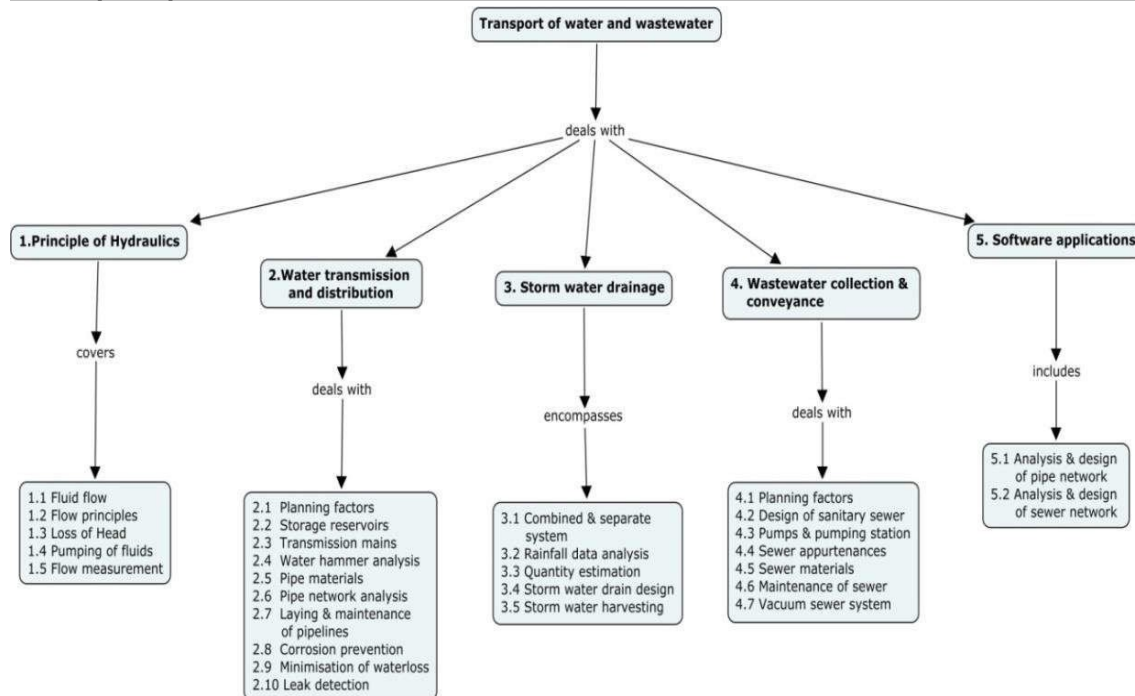 Transport of water and wastewater
deals with
1.Principle of Hydraulics
2.Water transmission
and distribution
3. Storm water drainage
4. Wastewater collection &
conveyance
5. Software applications
covers
deals with
encompasses
deals with
includes
1.1 Fluid flow
1.2 Flow principles
1.3 Loss of Head
1.4 Pumping of fluids
1.5 Flow measurement
2.1 Planning factors
2.2 Storage reservoirs
2.3 Transmission mains
2.4 Water hammer analysis
2.5 Pipe materials
2.6 Pipe network analysis
2.7 Laying & maintenance
of pipelines
2.8 Corrosion prevention
2.9 Minimisation of waterloss
2.10 Leak detection
3.1 Combined & separate
system
3.2 Rainfall data analysis
3.3 Quantity estimation
3.4 Storm water drain design
3.5 Storm water harvesting
4.1 Planning factors
4.2 Design of sanitary sewer
4.3 Pumps & pumping station
4.4 Sewer appurtenances
4.5 Sewer materials
4.6 Maintenance of sewer
4.7 Vacuum sewer system
5.1 Analysis & design
of pipe network
5.2 Analysis & design
of sewer network